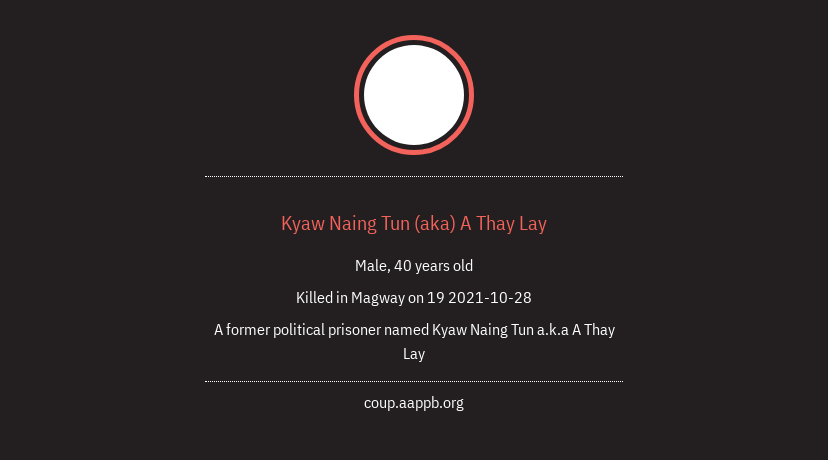 Kyaw Naing Tun (aka) A Thay Lay
Male, 40 years old
Killed in Magway on 19 2021-10-28
A former political prisoner named Kyaw Naing Tun a.k.a A Thay
Lay
coup.aappb.org